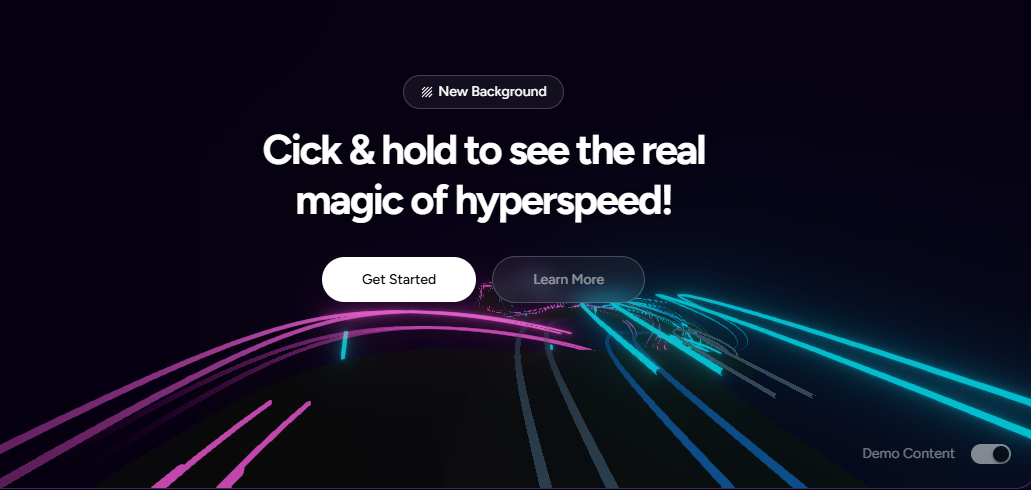 New Background
Cick & hold to see the real
magic of hyperspeed!
Get Started
Learn More
Demo Content